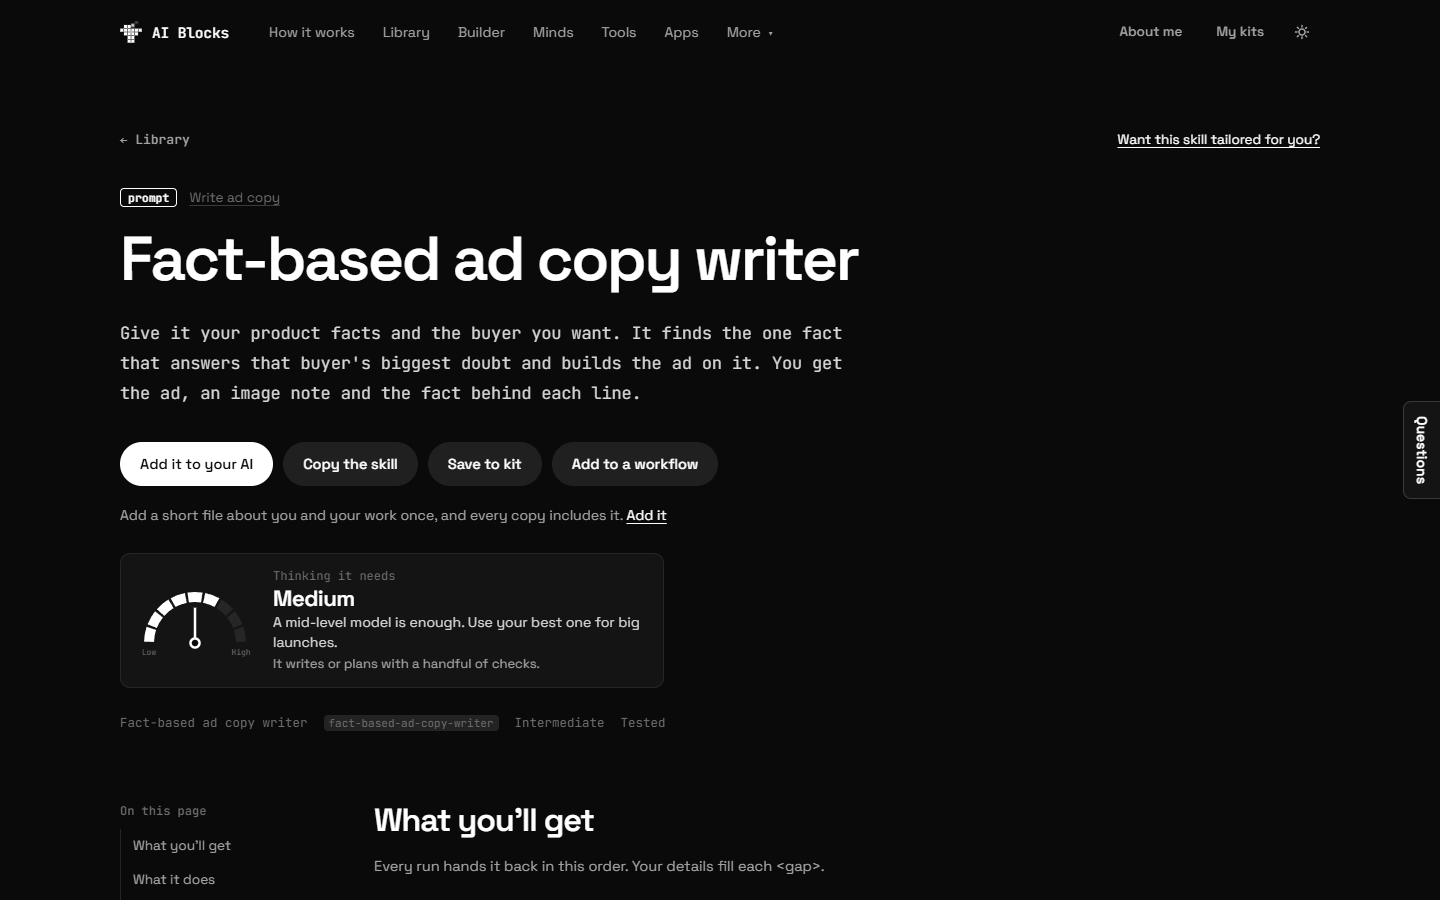 AI Blocks
How it works
Library
Builder
Minds
Tools
Apps
More ▾
About me
My kits
← Library
Want this skill tailored for you?
prompt
Write ad copy
Fact-based ad copy writer
Give it your product facts and the buyer you want. It finds the one fact
that answers that buyer's biggest doubt and builds the ad on it. You get
the ad, an image note and the fact behind each line.
Add it to your AI
Copy the skill
Save to kit
Add to a workflow
Add a short file about you and your work once, and every copy includes it. Add it
Thinking it needs
Medium
A mid-level model is enough. Use your best one for big
launches.
It writes or plans with a handful of checks.
Low
High
Fact-based ad copy writer
fact-based-ad-copy-writer
Intermediate
Tested
Questions
On this page
What you’ll get
What it does
What you’ll get
Every run hands it back in this order. Your details fill each <gap>.